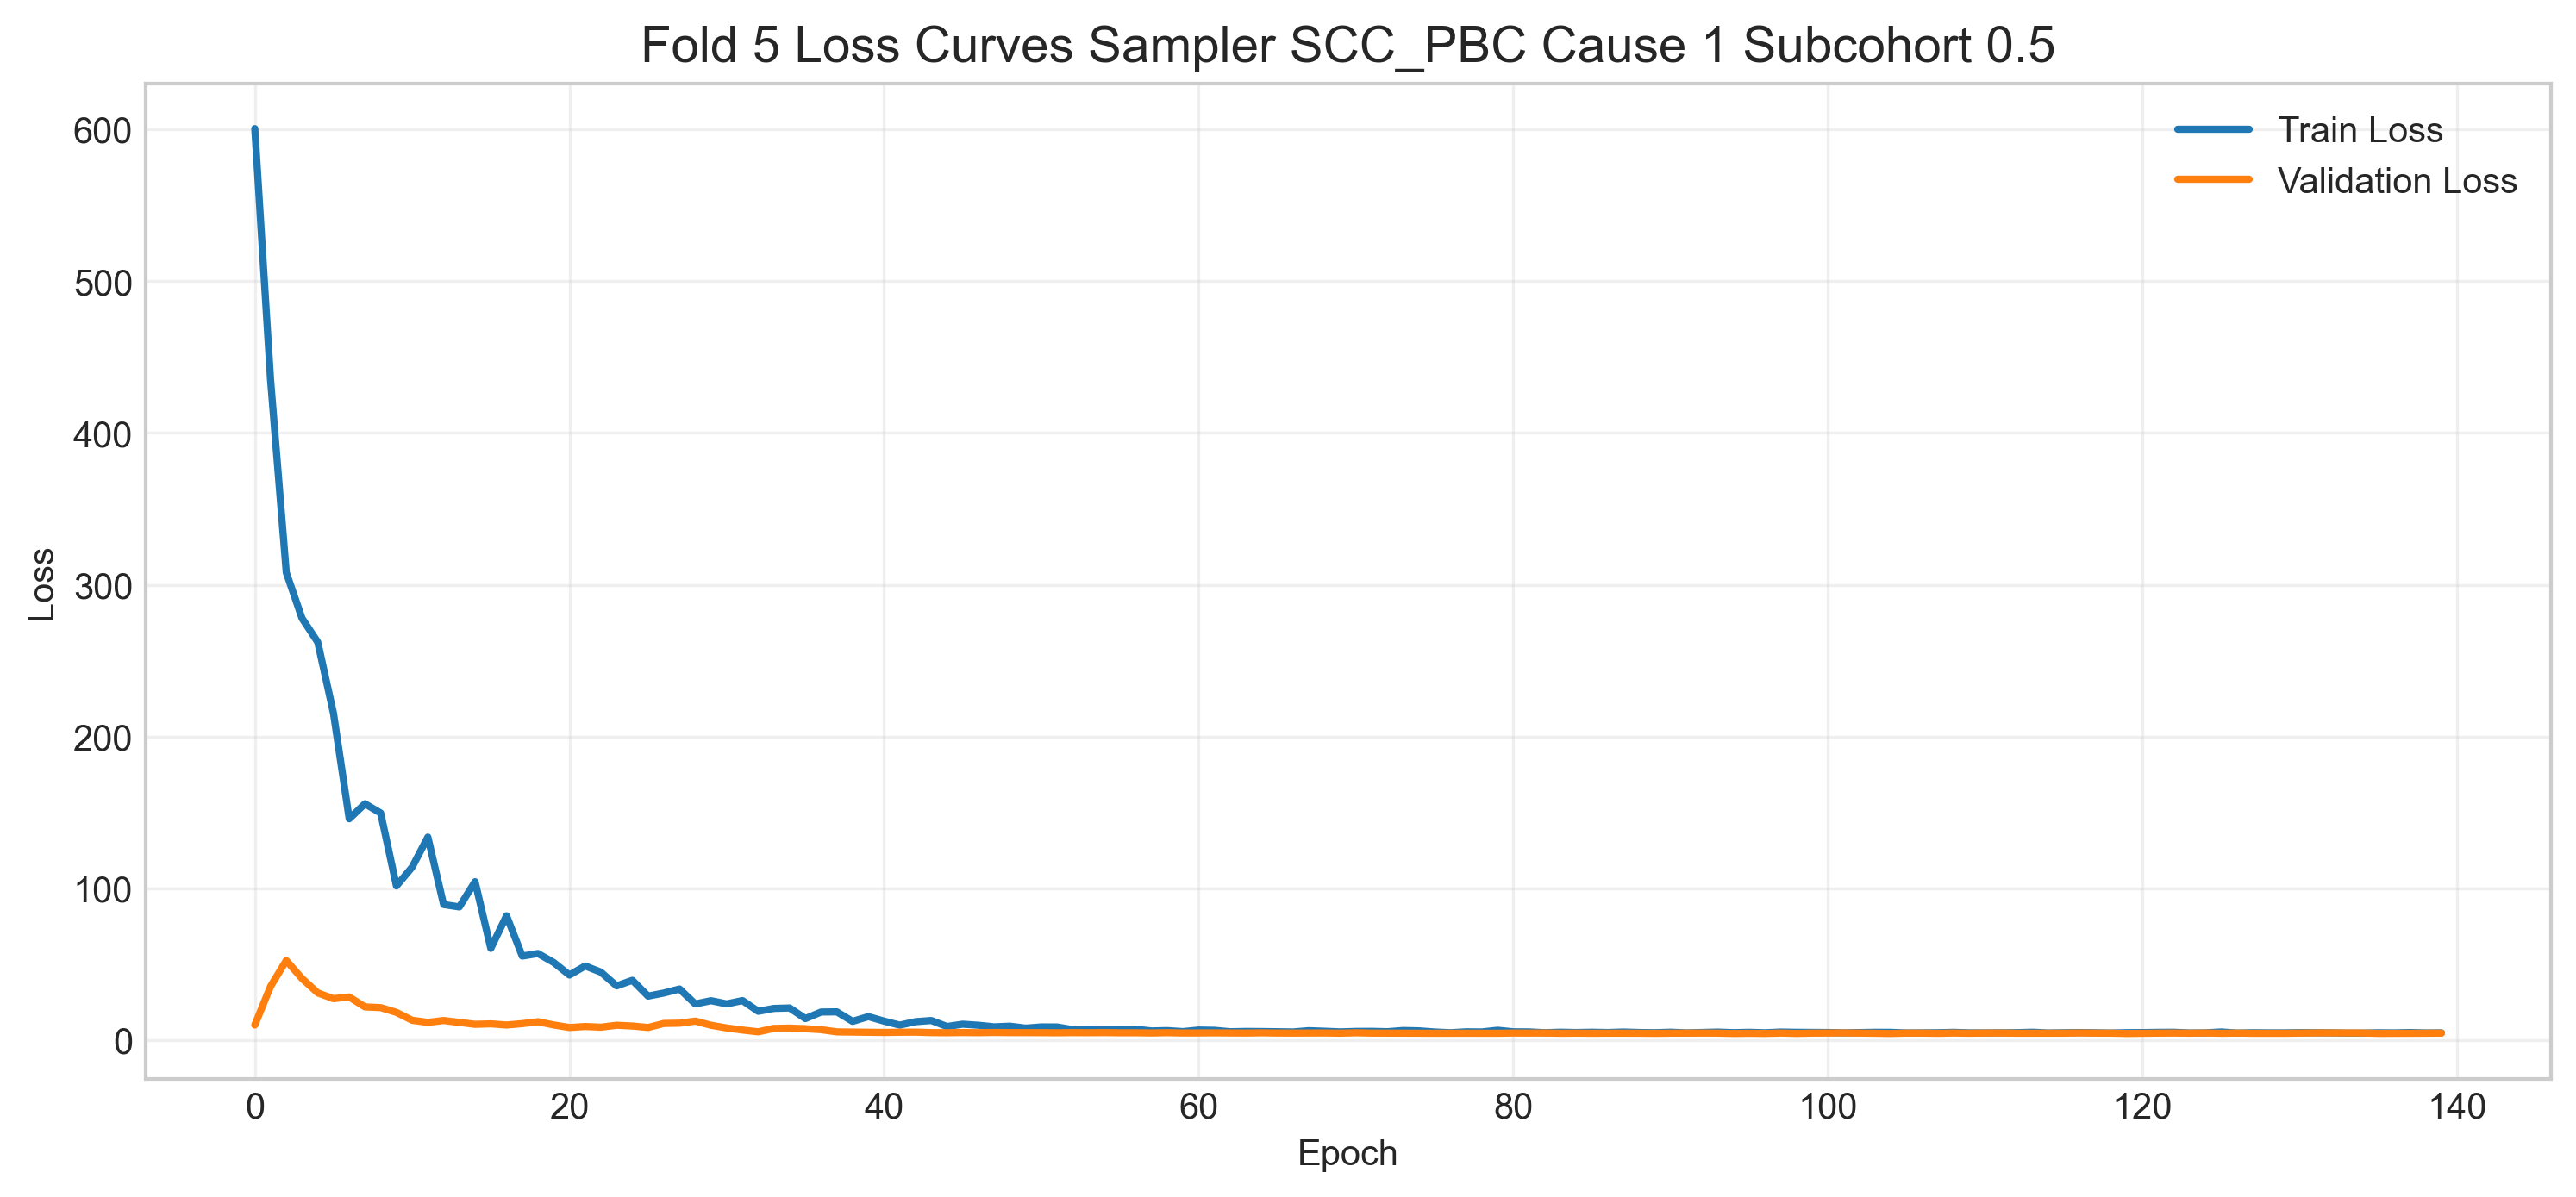 Fold 5 Loss Curves Sampler SCC_PBC Cause 1 Subcohort 0.5
Train Loss
Validation Loss
600
500
400
300
200
100
0
Loss
0 20 40 60 80 100 120 140
Epoch